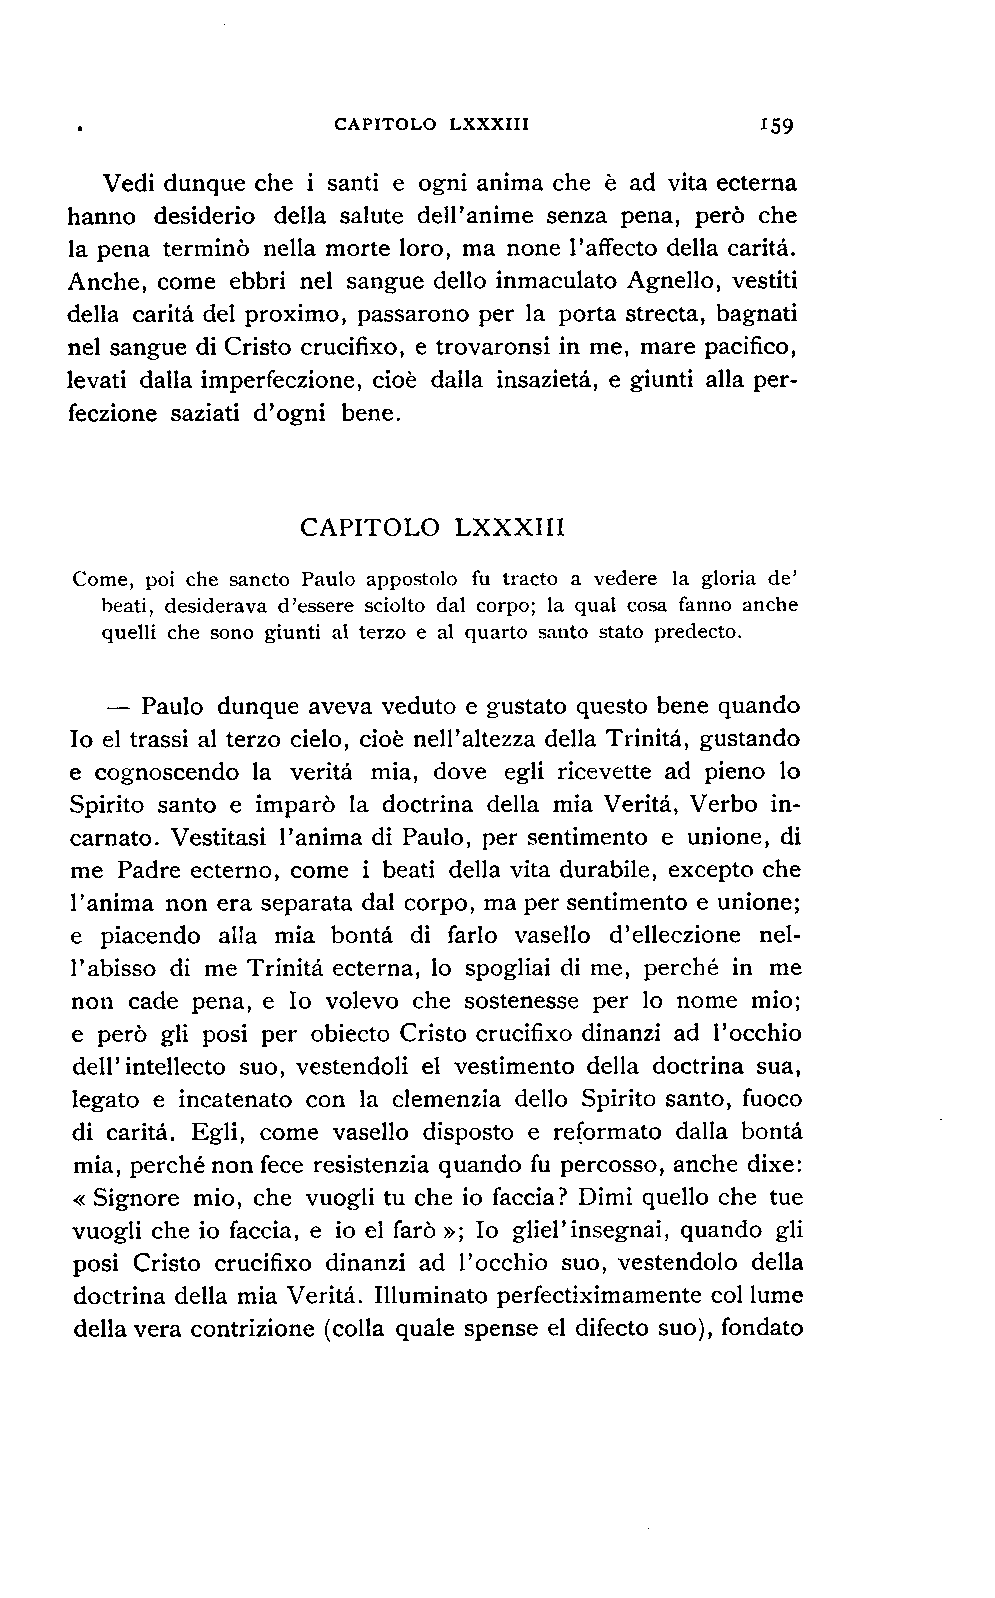 CAPITOLO LXXXIII 159
Vedi dunque che i santi e ogni anima che è ad vita ecterna
hanno desiderio della salute dell'anime senza pena, però che
la pena terminò nella morte loro, ma none l'affecto della caritá.
Anche, come ebbri nel sangue dello inmaculato Agnello, vestiti
della caritá del proximo, passarono per la porta strecta, bagnati
nel sangue di Cristo crucifixo, e trovaronsi in me, mare pacifico,
levati dalla imperfeczione, cioè dalla insazietá, e giunti alla per-
feczione saziati d'ogni bene.
CAPITOLO LXXXIII
Come, poi che sancto Paulo appostolo fu tracto a vedere la gloria de'
beati, desiderava d'essere sciolto dal corpo; la qual cosa fanno anche
quelli che sono giunti al terzo e al quarto santo stato predecto.
— Paulo dunque aveva veduto e gustato questo bene quando
Io el trassi al terzo cielo, cioè nell'altezza della Trinitá, gustando
e cognoscendo la veritá mia, dove egli ricevette ad pieno lo
Spirito santo e imparò la doctrina della mia Veritá, Verbo in-
carnato. Vestitasi l'anima di Paulo, per sentimento e unione, di
me Padre ecterno, come i beati della vita durabile, excepto che
l'anima non era separata dal corpo, ma per sentimento e unione;
e piacendo alla mia bontá di farlo vasello d'elleczione nel-
l'abisso di me Trinitá ecterna, lo spogliai di me, perché in me
non cade pena, e Io volevo che sostenesse per lo nome mio;
e però gli posi per obiecto Cristo crucifixo dinanzi ad l'occhio
dell'intellecto suo, vestendoli el vestimento della doctrina sua,
legato e incatenato con la clemenzia dello Spirito santo, fuoco
di caritá. Egli, come vasello disposto e reformato dalla bontá
mia, perché non fece resistenzia quando fu percosso, anche dixe:
« Signore mio, che vuogli tu che io faccia? Dimi quello che tue
vuogli che io faccia, e io el farò »; Io gliel'insegnai, quando gli
posi Cristo crucifixo dinanzi ad l'occhio suo, vestendolo della
doctrina della mia Veritá. Illuminato perfectiximamente col lume
della vera contrizione (colla quale spense el difecto suo), fondato